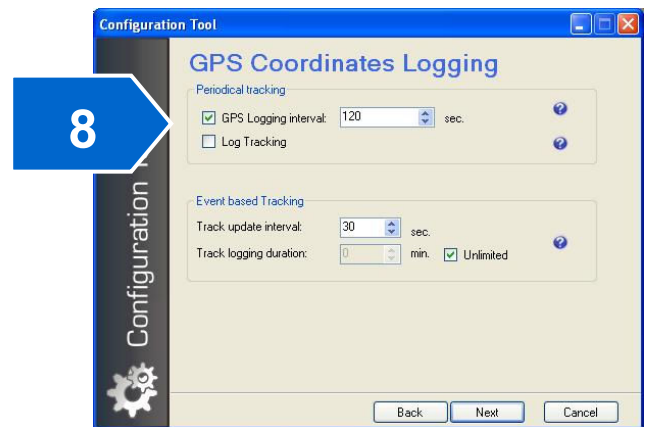 Configuration Tool
GPS Coordinates Logging
Periodical tracking
8
GPS Logging interval: 120 sec.
Log Tracking
Event based Tracking
Track update interval: 30 sec.
Track logging duration: 0 min. Unlimited
Configuration T
Back Next Cancel